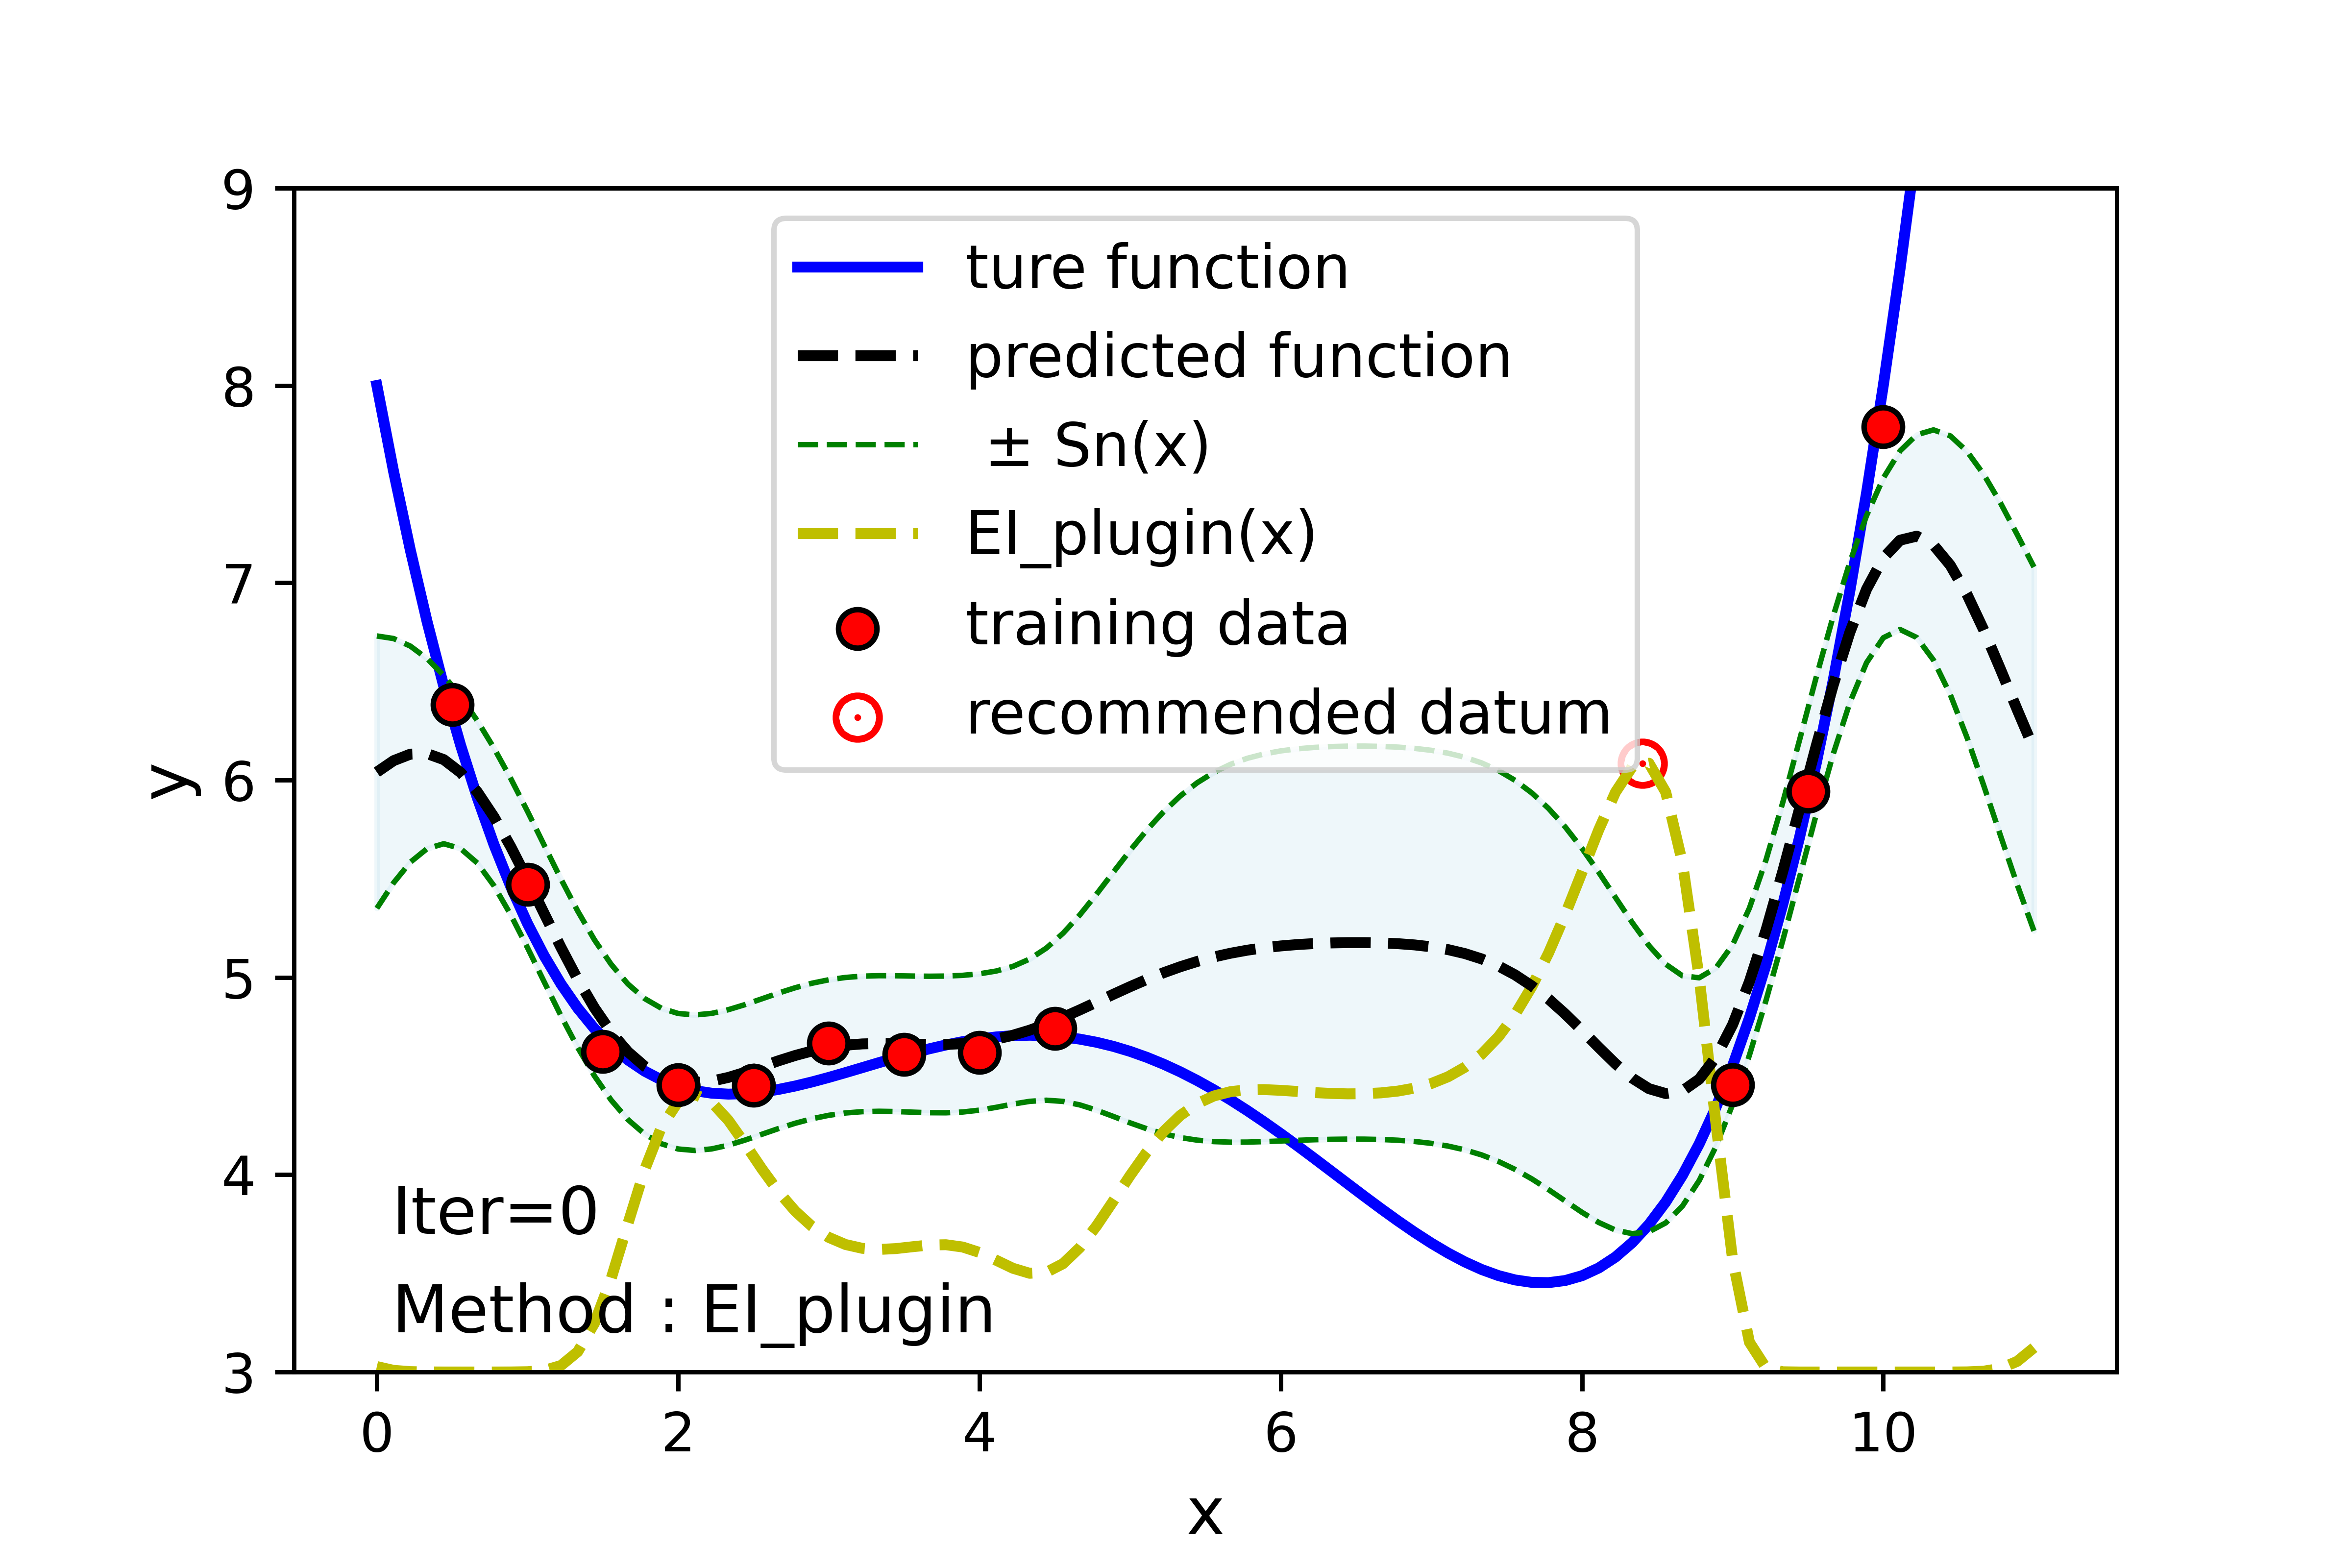 9
8
7
6
5
4
3
y
ture function
predicted function
± Sn(x)
EI_plugin(x)
training data
recommended datum
Iter=0
Method : EI_plugin
0 2 4 6 8 10
x